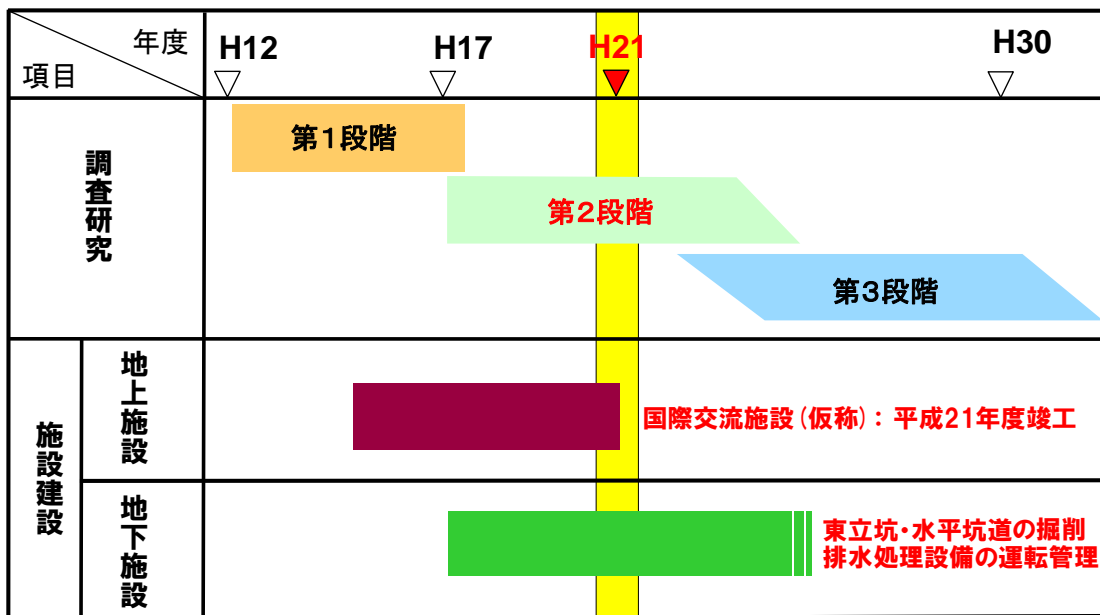 年度
項目
H12
H17
H21
H30
調査研究
第1段階
第2段階
第3段階
施設建設
地上施設
国際交流施設(仮称):平成21年度竣工
地下施設
東立坑・水平坑道の掘削
排水処理設備の運転管理